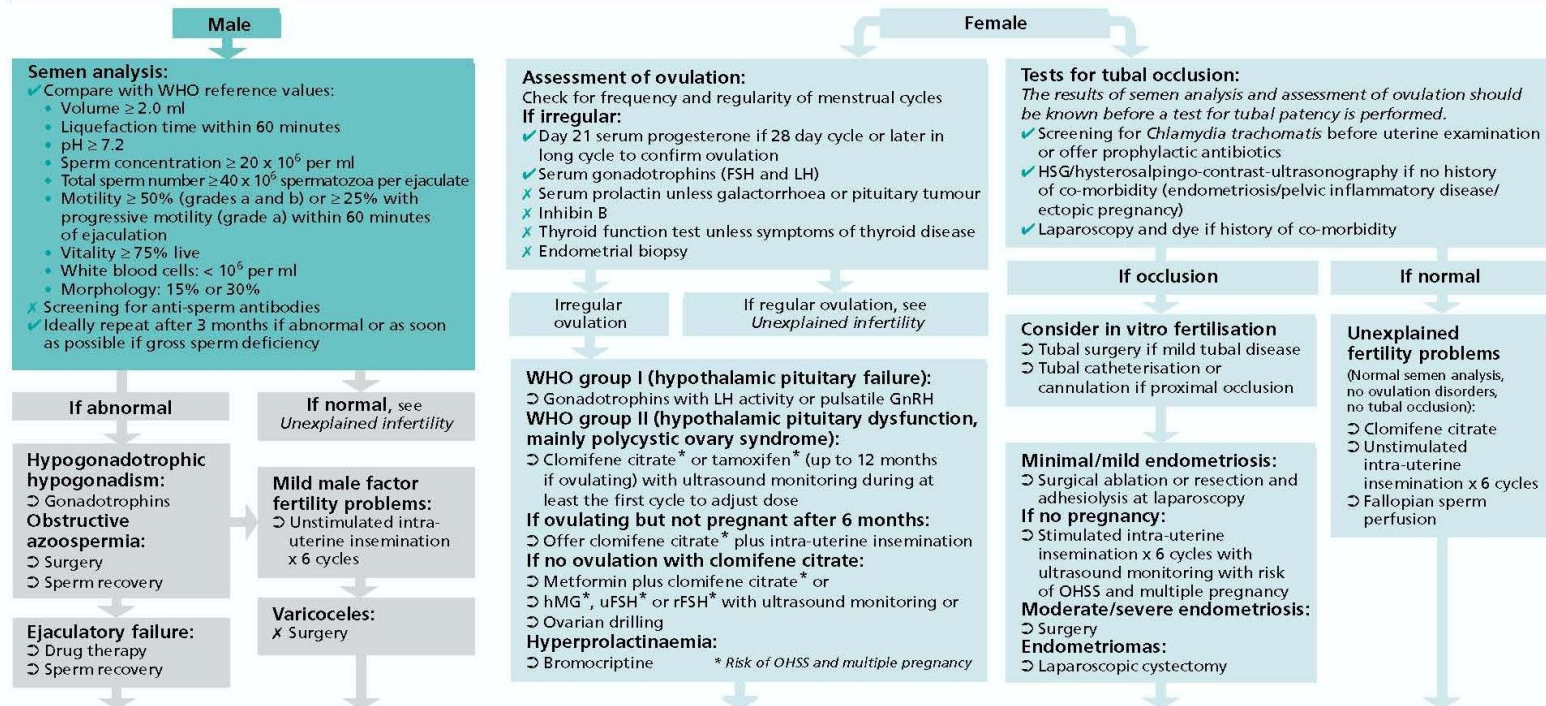 Male
Semen analysis:
✓ Compare with WHO reference values:
• Volume ≥ 2.0 ml
• Liquefaction time within 60 minutes
• pH ≥ 7.2
• Sperm concentration ≥ 20 x 10⁶ per ml
• Total sperm number ≥ 40 x 10⁶ spermatozoa per ejaculate
• Motility ≥ 50% (grades a and b) or ≥ 25% with
progressive motility (grade a) within 60 minutes
of ejaculation
• Vitality ≥ 75% live
• White blood cells: < 10⁶ per ml
• Morphology: 15% or 30%
✗ Screening for anti-sperm antibodies
✓ Ideally repeat after 3 months if abnormal or as soon
as possible if gross sperm deficiency
If abnormal
If normal, see
Unexplained infertility
Hypogonadotrophic
hypogonadism:
➲ Gonadotrophins
Obstructive
azoospermia:
➲ Surgery
➲ Sperm recovery
Mild male factor
fertility problems:
➲ Unstimulated intra-
uterine insemination
x 6 cycles
Ejaculatory failure:
➲ Drug therapy
➲ Sperm recovery
Varicoceles:
✗ Surgery
Female
Assessment of ovulation:
Check for frequency and regularity of menstrual cycles
If irregular:
✓ Day 21 serum progesterone if 28 day cycle or later in
long cycle to confirm ovulation
✓ Serum gonadotrophins (FSH and LH)
✗ Serum prolactin unless galactorrhoea or pituitary tumour
✗ Inhibin B
✗ Thyroid function test unless symptoms of thyroid disease
✗ Endometrial biopsy
Irregular
ovulation
If regular ovulation, see
Unexplained infertility
WHO group I (hypothalamic pituitary failure):
➲ Gonadotrophins with LH activity or pulsatile GnRH
WHO group II (hypothalamic pituitary dysfunction,
mainly polycystic ovary syndrome):
➲ Clomifene citrate* or tamoxifen* (up to 12 months
if ovulating) with ultrasound monitoring during at
least the first cycle to adjust dose
If ovulating but not pregnant after 6 months:
➲ Offer clomifene citrate* plus intra-uterine insemination
If no ovulation with clomifene citrate:
➲ Metformin plus clomifene citrate* or
➲ hMG*, uFSH* or rFSH* with ultrasound monitoring or
➲ Ovarian drilling
Hyperprolactinaemia:
➲ Bromocriptine
* Risk of OHSS and multiple pregnancy
Tests for tubal occlusion:
The results of semen analysis and assessment of ovulation should
be known before a test for tubal patency is performed.
✓ Screening for Chlamydia trachomatis before uterine examination
or offer prophylactic antibiotics
✓ HSG/hysterosalpingo-contrast-ultrasonography if no history
of co-morbidity (endometriosis/pelvic inflammatory disease/
ectopic pregnancy)
✓ Laparoscopy and dye if history of co-morbidity
If occlusion
Consider in vitro fertilisation
➲ Tubal surgery if mild tubal disease
➲ Tubal catheterisation or
cannulation if proximal occlusion
Minimal/mild endometriosis:
➲ Surgical ablation or resection and
adhesiolysis at laparoscopy
If no pregnancy:
➲ Stimulated intra-uterine
insemination x 6 cycles with
ultrasound monitoring with risk
of OHSS and multiple pregnancy
Moderate/severe endometriosis:
➲ Surgery
Endometriomas:
➲ Laparoscopic cystectomy
If normal
Unexplained
fertility problems
(Normal semen analysis,
no ovulation disorders,
no tubal occlusion):
➲ Clomifene citrate
➲ Unstimulated
intra-uterine
insemination x 6 cycles
➲ Fallopian sperm
perfusion